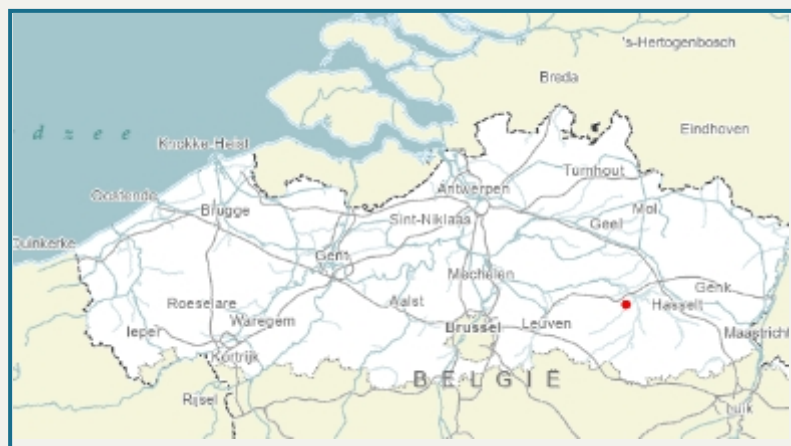 's-Hertogenbosch
Breda
Eindhoven
d z e e
Knokke-Heist
Turnhout
Antwerpen
Oostende
Mol
Brugge
Sint-Niklaas
Geel
Duinkerke
Gent
Mechelen
Genk
Roeselare
Aalst
Hasselt
Waregem
Ieper
Brussel
Leuven
Maastricht
Kortrijk
BELGIË
Rijsel
Luik